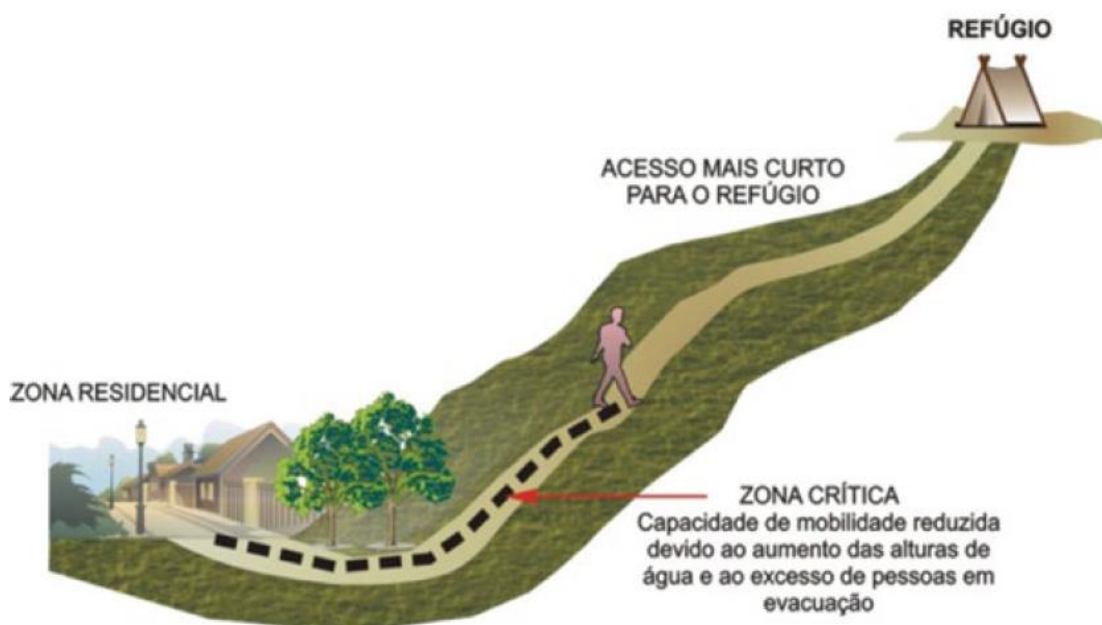 REFÚGIO
ACESSO MAIS CURTO
PARA O REFÚGIO
ZONA RESIDENCIAL
ZONA CRÍTICA
Capacidade de mobilidade reduzida
devido ao aumento das alturas de
água e ao excesso de pessoas em
evacuação